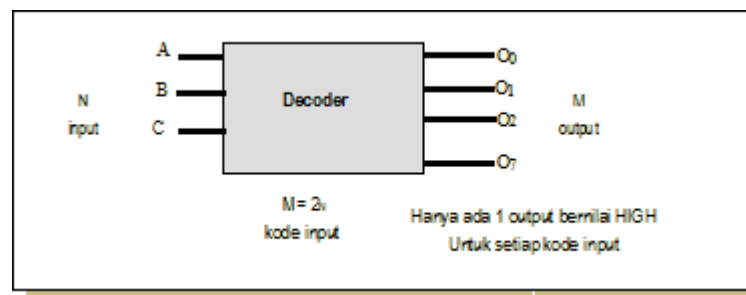 A
B
C
N
input
Decoder
O0
O1
O2
O7
M
output
M = 2N
kode input
Hanya ada 1 output bernilai HIGH
Untuk setiap kode input